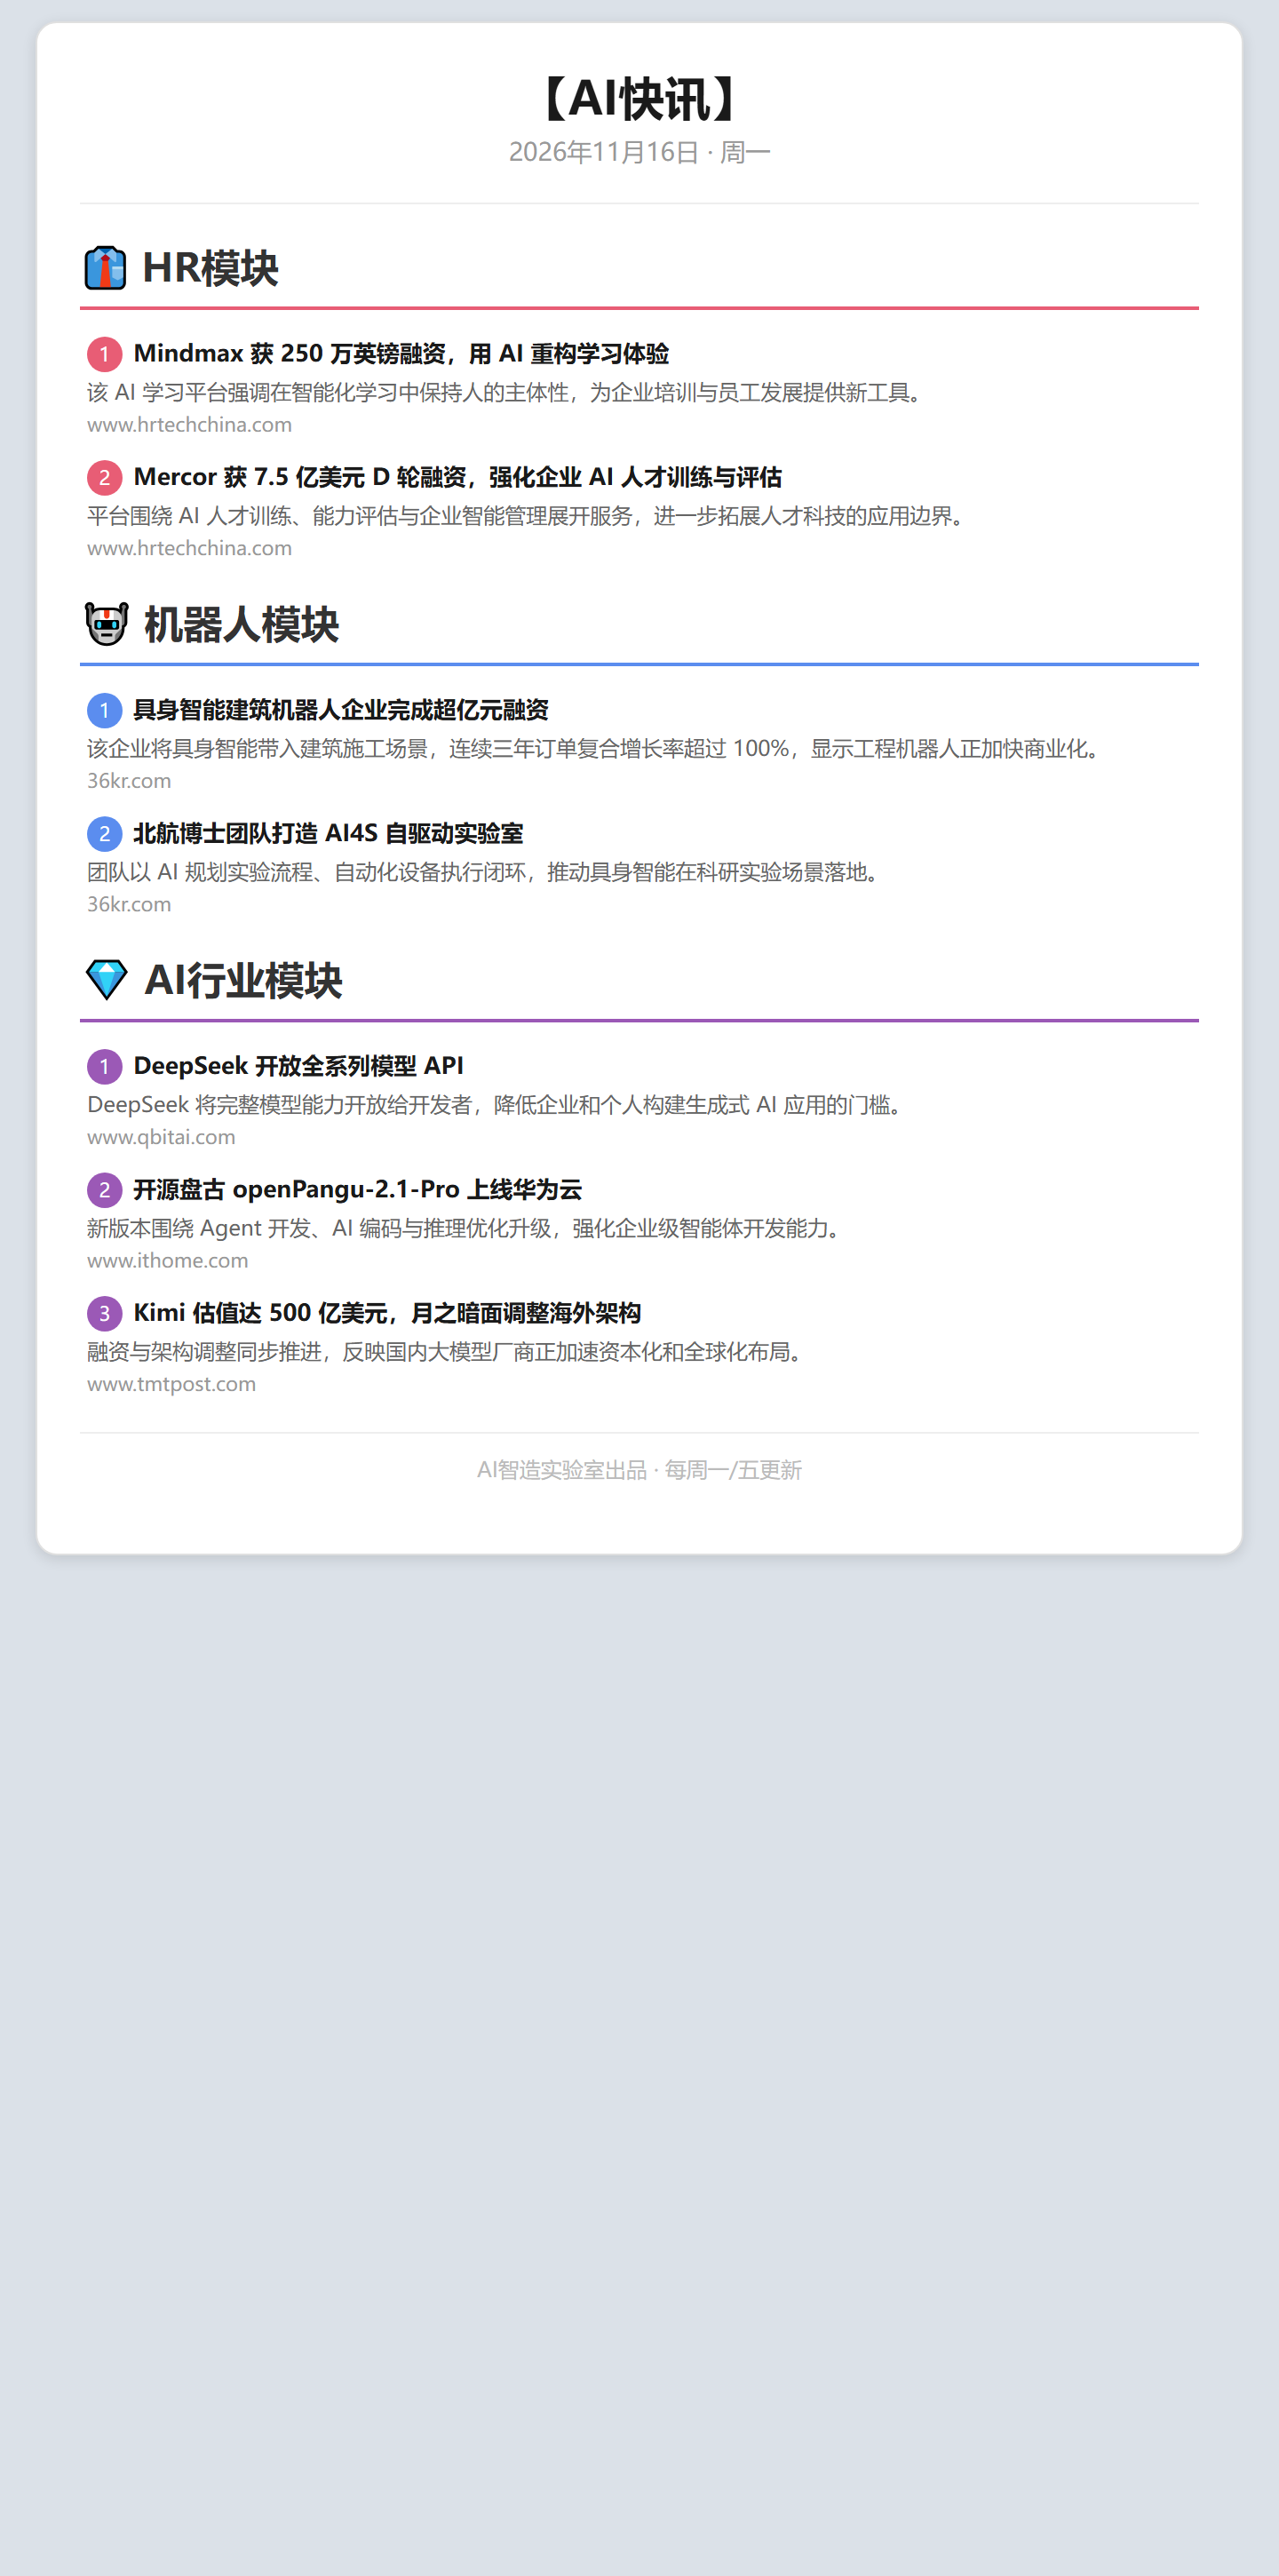 【AI快讯】
2026年11月16日 · 周一
HR模块
1 Mindmax 获 250 万英镑融资，用 AI 重构学习体验
该 AI 学习平台强调在智能化学习中保持人的主体性，为企业培训与员工发展提供新工具。
www.hrtechchina.com
2 Mercor 获 7.5 亿美元 D 轮融资，强化企业 AI 人才训练与评估
平台围绕 AI 人才训练、能力评估与企业智能管理展开服务，进一步拓展人才科技的应用边界。
www.hrtechchina.com
机器人模块
1 具身智能建筑机器人企业完成超亿元融资
该企业将具身智能带入建筑施工场景，连续三年订单复合增长率超过 100%，显示工程机器人正加快商业化。
36kr.com
2 北航博士团队打造 AI4S 自驱动实验室
团队以 AI 规划实验流程、自动化设备执行闭环，推动具身智能在科研实验场景落地。
36kr.com
AI行业模块
1 DeepSeek 开放全系列模型 API
DeepSeek 将完整模型能力开放给开发者，降低企业和个人构建生成式 AI 应用的门槛。
www.qbitai.com
2 开源盘古 openPangu-2.1-Pro 上线华为云
新版本围绕 Agent 开发、AI 编码与推理优化升级，强化企业级智能体开发能力。
www.ithome.com
3 Kimi 估值达 500 亿美元，月之暗面调整海外架构
融资与架构调整同步推进，反映国内大模型厂商正加速资本化和全球化布局。
www.tmtpost.com
AI智造实验室出品 · 每周一/五更新